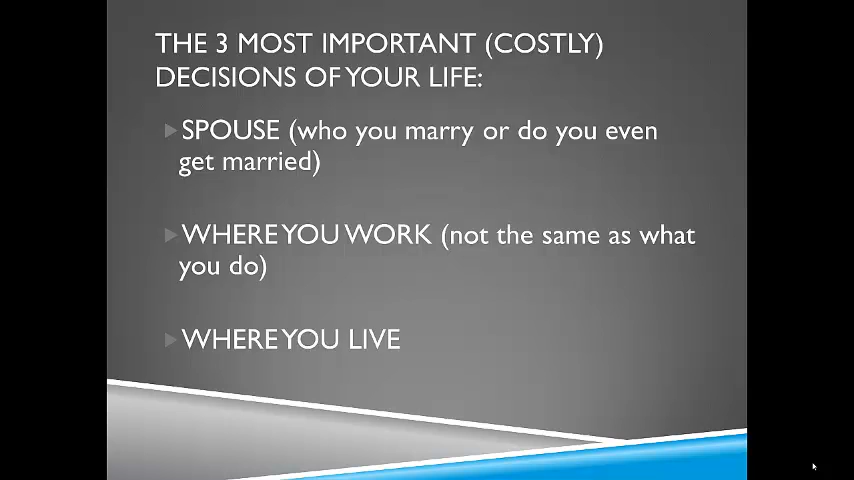 THE 3 MOST IMPORTANT (COSTLY)
DECISIONS OF YOUR LIFE:
SPOUSE (who you marry or do you even
get married)
WHERE YOU WORK (not the same as what
you do)
WHERE YOU LIVE